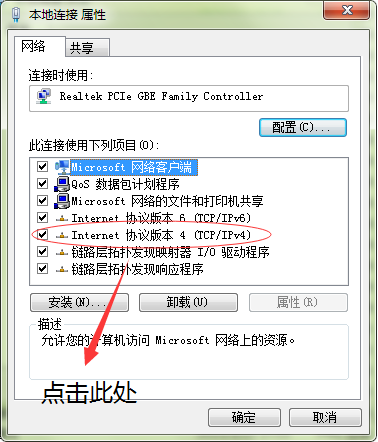 本地连接 属性
网络
共享
连接时使用:
Realtek PCIe GBE Family Controller
配置(C)...
此连接使用下列项目(O):
Microsoft 网络客户端
QoS 数据包计划程序
Microsoft 网络的文件和打印机共享
Internet 协议版本 6 (TCP/IPv6)
Internet 协议版本 4 (TCP/IPv4)
链路层拓扑发现映射器 I/O 驱动程序
链路层拓扑发现响应程序
安装(N)...
卸载(U)
属性(R)
描述
允许您的计算机访问 Microsoft 网络上的资源。
点击此处
确定
取消